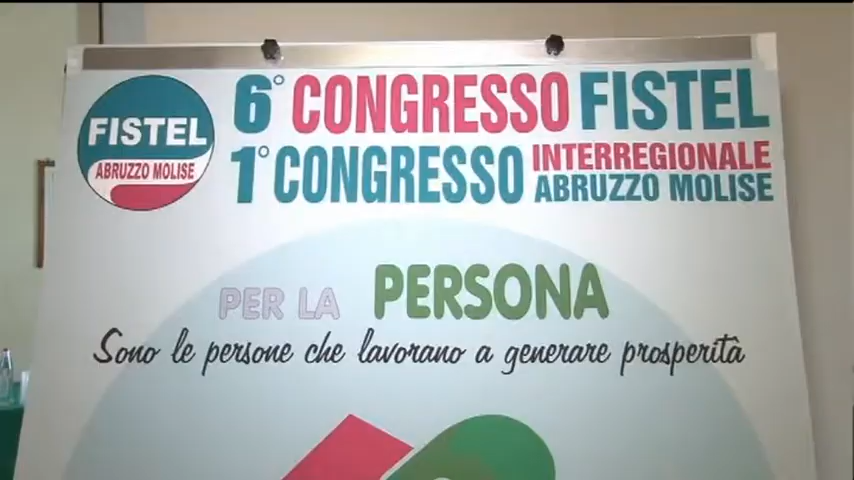 FISTEL
ABRUZZO MOLISE
6° CONGRESSO FISTEL
1° CONGRESSO INTERREGIONALE ABRUZZO MOLISE
PER LA PERSONA
Sono le persone che lavorano a generare prosperità